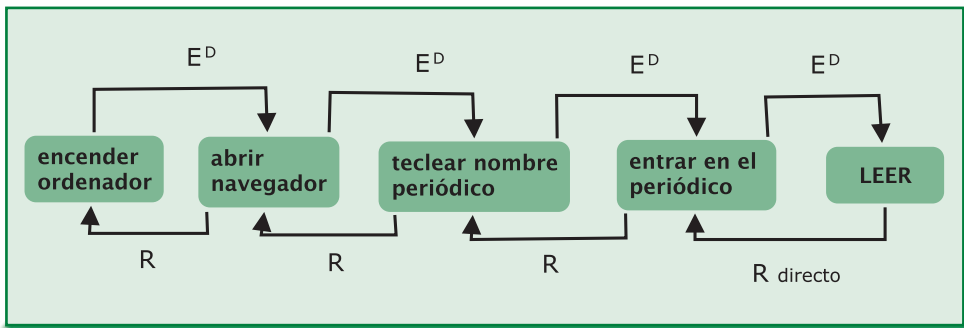 E^D
E^D
E^D
E^D
encender
ordenador
abrir
navegador
teclear nombre
periódico
entrar en el
periódico
LEER
R
R
R
R directo